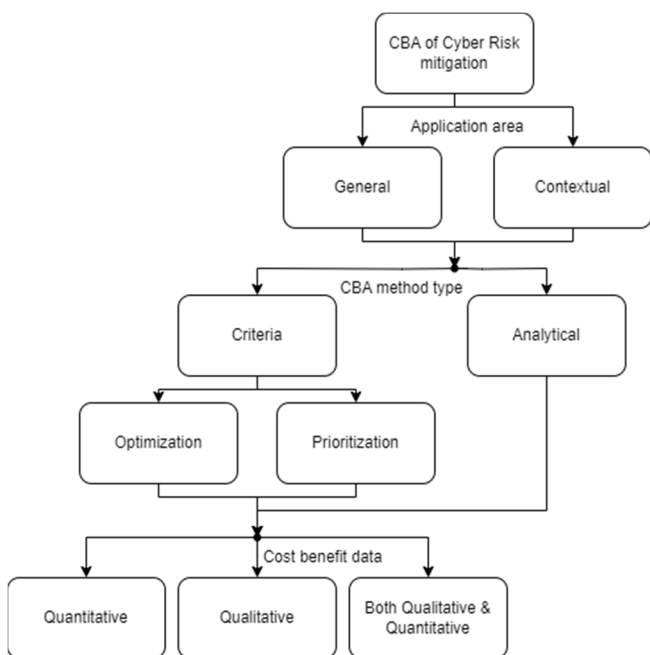 CBA of Cyber Risk
mitigation
Application area
General
Contextual
CBA method type
Criteria
Analytical
Optimization
Prioritization
Cost benefit data
Quantitative
Qualitative
Both Qualitative &
Quantitative